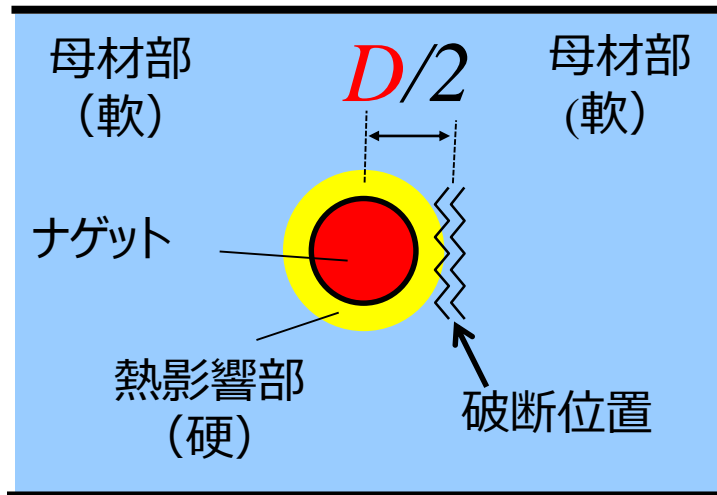 母材部
（軟）
D/2
母材部
(軟）
ナゲット
熱影響部
（硬）
破断位置